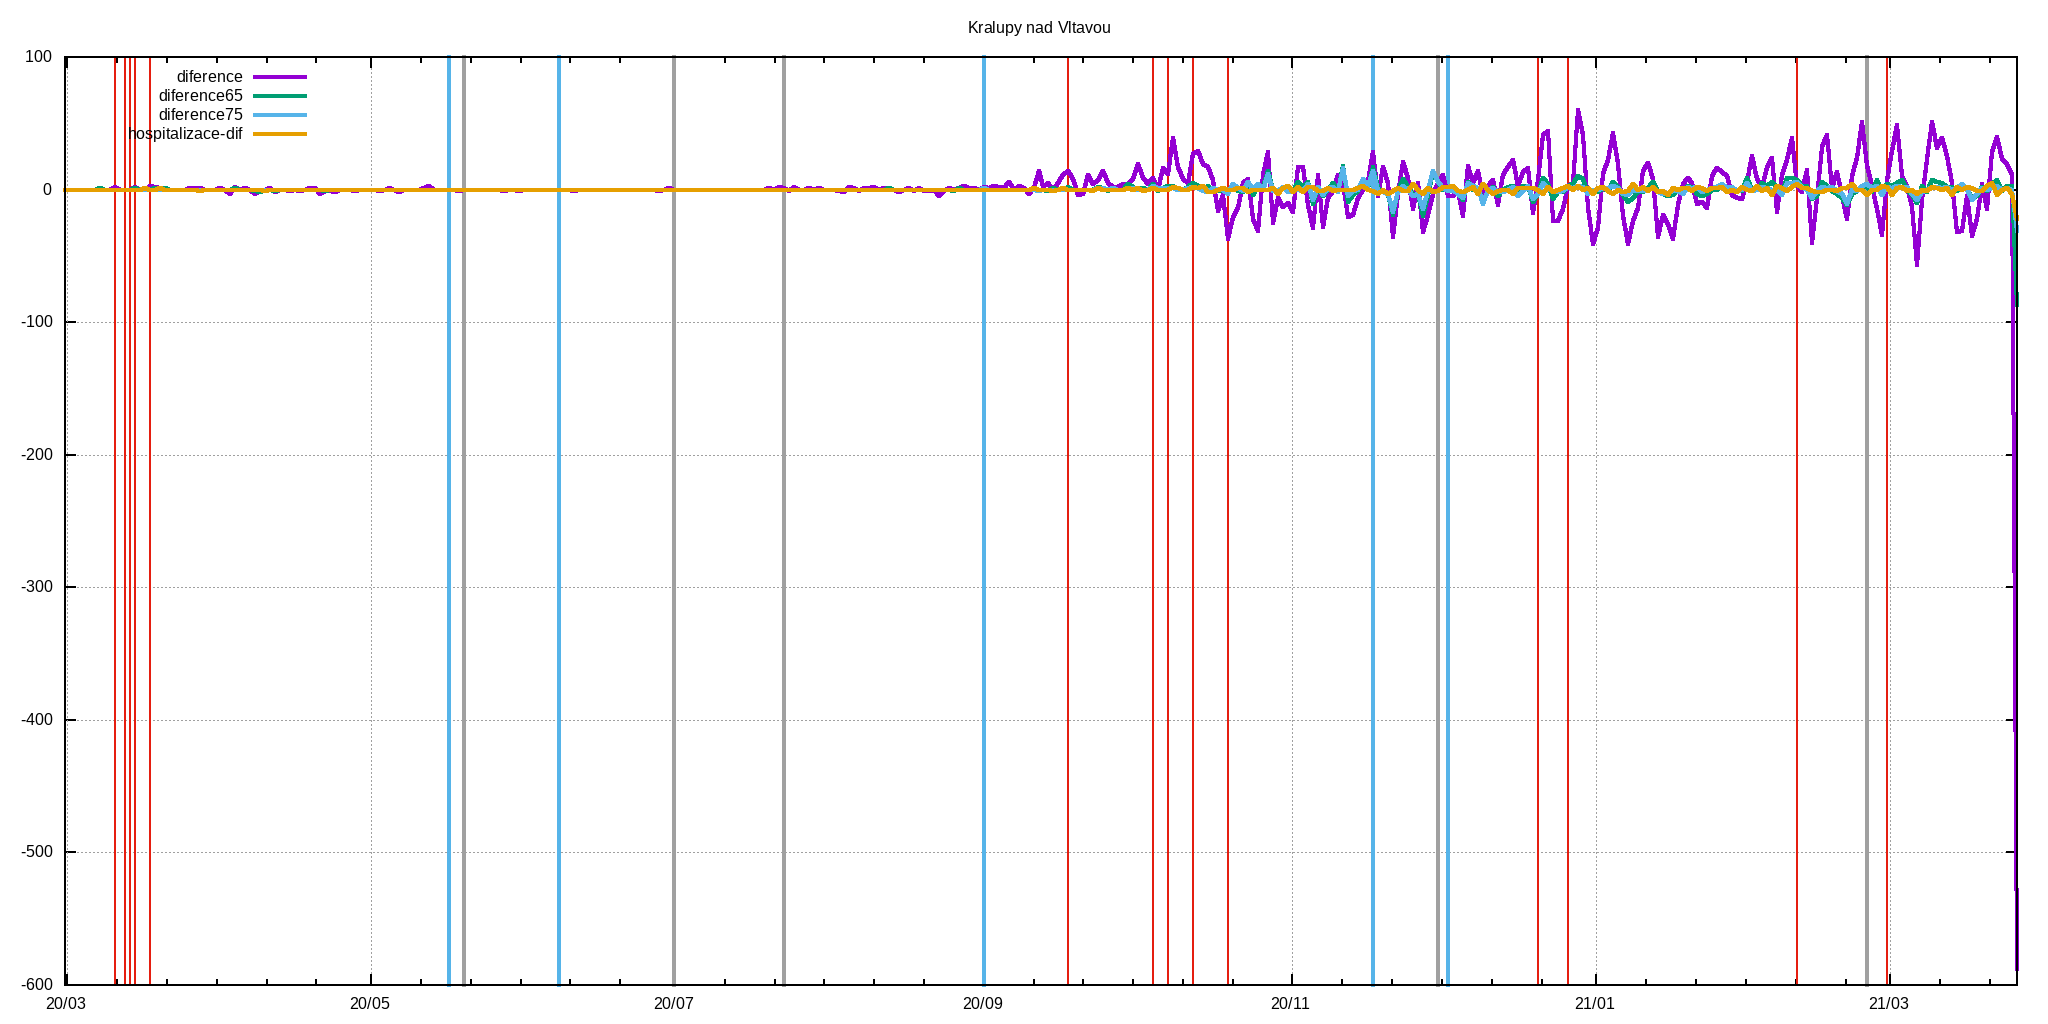 Kralupy nad Vltavou
100
0
-100
-200
-300
-400
-500
-600
diference
diference65
diference75
hospitalizace-dif
20/03 20/05 20/07 20/09 20/11 21/01 21/03